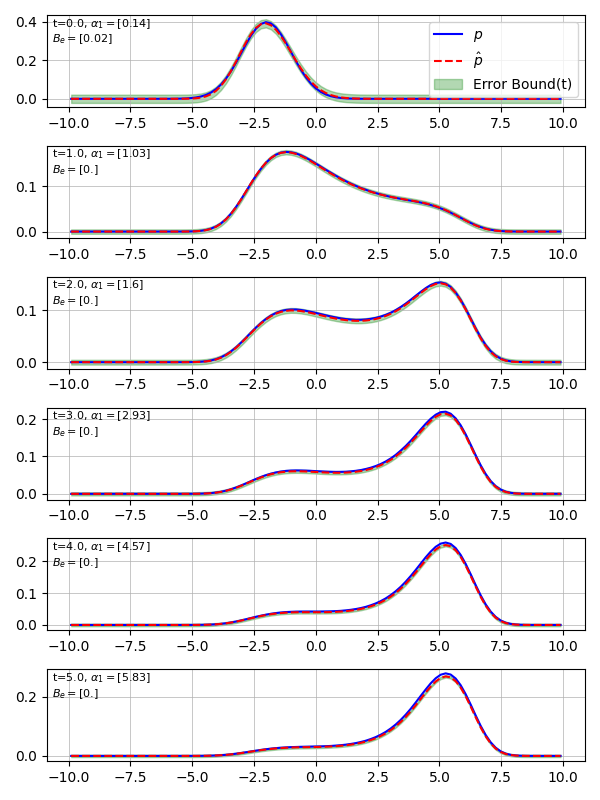 t=0.0, α₁ = [0.14]
Bₑ = [0.02]
p
p̂
Error Bound(t)
0.4
0.2
0.0
−10.0 −7.5 −5.0 −2.5 0.0 2.5 5.0 7.5 10.0
t=1.0, α₁ = [1.03]
Bₑ = [0.]
0.1
0.0
−10.0 −7.5 −5.0 −2.5 0.0 2.5 5.0 7.5 10.0
t=2.0, α₁ = [1.6]
Bₑ = [0.]
0.1
0.0
−10.0 −7.5 −5.0 −2.5 0.0 2.5 5.0 7.5 10.0
t=3.0, α₁ = [2.93]
Bₑ = [0.]
0.2
0.1
0.0
−10.0 −7.5 −5.0 −2.5 0.0 2.5 5.0 7.5 10.0
t=4.0, α₁ = [4.57]
Bₑ = [0.]
0.2
0.1
0.0
−10.0 −7.5 −5.0 −2.5 0.0 2.5 5.0 7.5 10.0
t=5.0, α₁ = [5.83]
Bₑ = [0.]
0.2
0.0
−10.0 −7.5 −5.0 −2.5 0.0 2.5 5.0 7.5 10.0